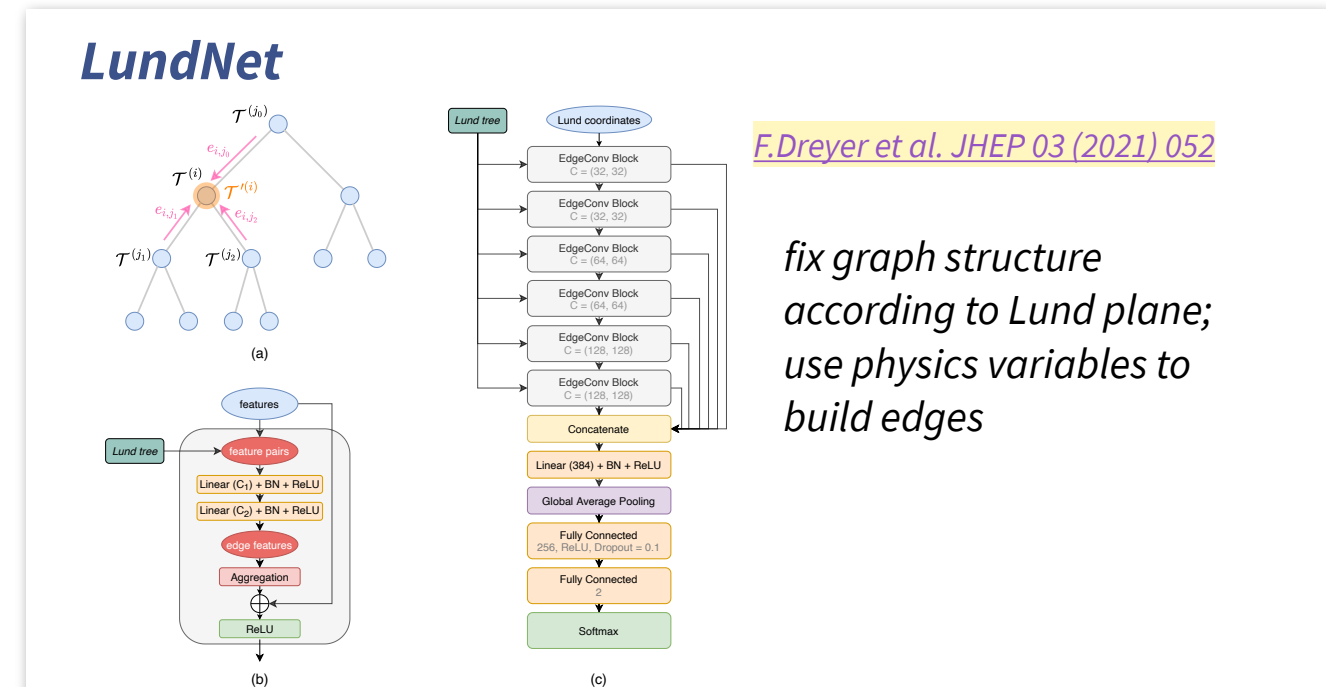 LundNet
𝒯^(j₀)
e_{i,j₀}
𝒯^(i)
𝒯′^(i)
e_{i,j₁}
e_{i,j₂}
𝒯^(j₁)
𝒯^(j₂)
(a)
features
Lund tree
feature pairs
Linear (C₁) + BN + ReLU
Linear (C₂) + BN + ReLU
edge features
Aggregation
ReLU
(b)
Lund tree
Lund coordinates
EdgeConv Block
C = (32, 32)
EdgeConv Block
C = (32, 32)
EdgeConv Block
C = (64, 64)
EdgeConv Block
C = (64, 64)
EdgeConv Block
C = (128, 128)
EdgeConv Block
C = (128, 128)
Concatenate
Linear (384) + BN + ReLU
Global Average Pooling
Fully Connected
256, ReLU, Dropout = 0.1
Fully Connected
2
Softmax
(c)
F.Dreyer et al. JHEP 03 (2021) 052
fix graph structure
according to Lund plane;
use physics variables to
build edges